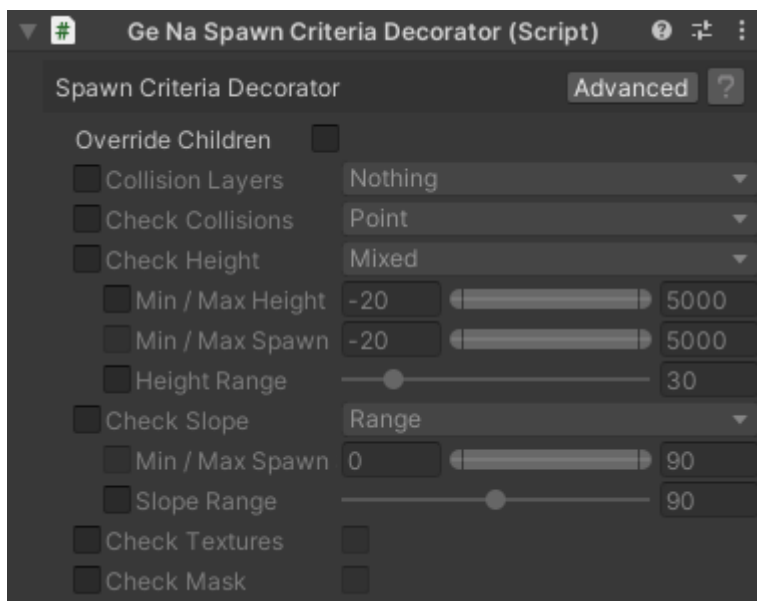 # Ge Na Spawn Criteria Decorator (Script) ?
Spawn Criteria Decorator Advanced ?
Override Children
Collision Layers Nothing
Check Collisions Point
Check Height Mixed
Min / Max Height -20 5000
Min / Max Spawn -20 5000
Height Range 30
Check Slope Range
Min / Max Spawn 0 90
Slope Range 90
Check Textures
Check Mask